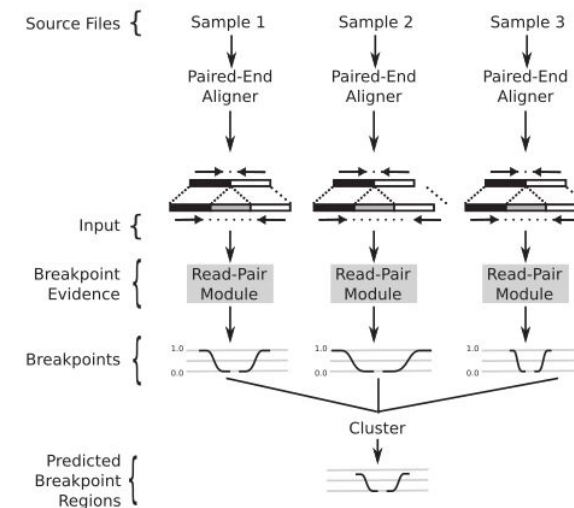 Source Files
Sample 1
Sample 2
Sample 3
Paired-End
Aligner
Paired-End
Aligner
Paired-End
Aligner
Input
Breakpoint
Evidence
Read-Pair
Module
Read-Pair
Module
Read-Pair
Module
Breakpoints
1.0
0.0
1.0
0.0
1.0
0.0
Cluster
Predicted
Breakpoint
Regions